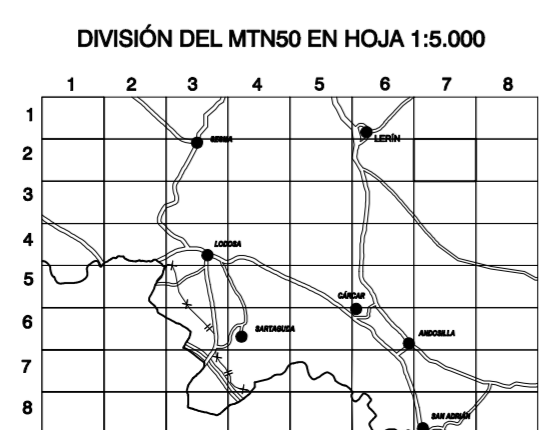 DIVISIÓN DEL MTN50 EN HOJA 1:5.000
1 2 3 4 5 6 7 8
1
LERÍN
2
SESMA
3
4
LODOSA
5
CÁRCAR
6
SARTAGUDA
ANDOSILLA
7
8
SAN ADRIÁN